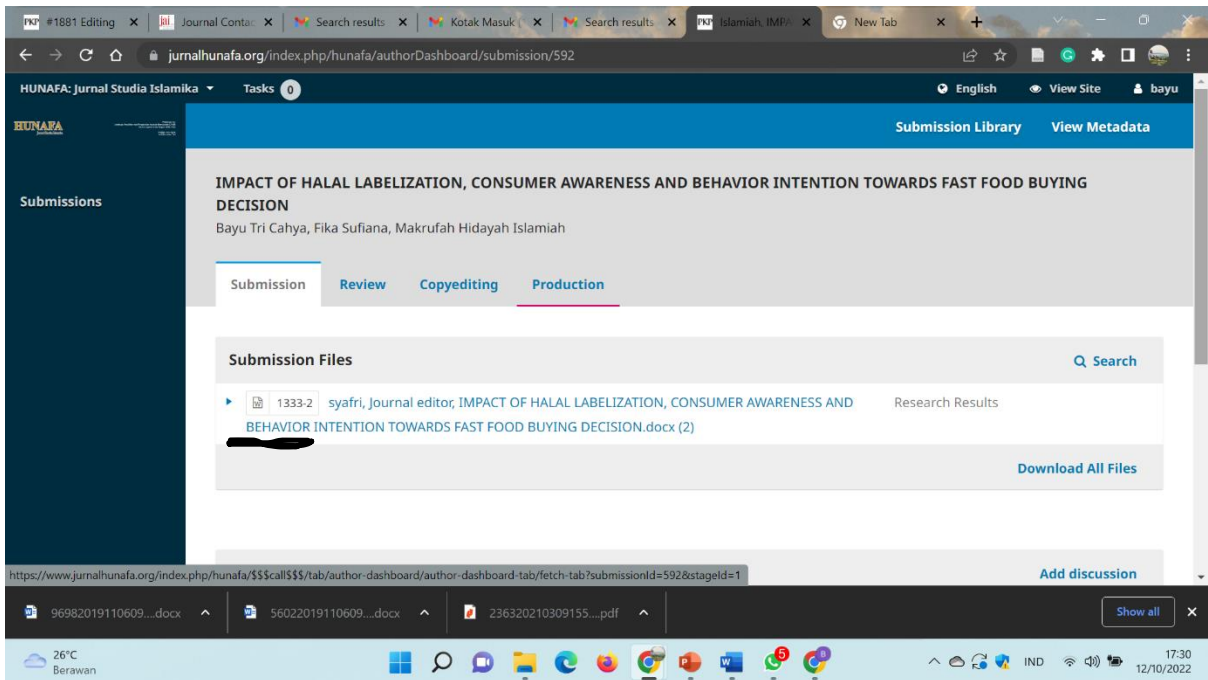 #1881 Editing
Journal Contac
Search results
Kotak Masuk (
Search results
Islamiah, IMPA
New Tab
jurnalhunafa.org/index.php/hunafa/authorDashboard/submission/592
HUNAFA: Jurnal Studia Islamika Tasks 0 English View Site bayu
HUNAFA
Submission Library View Metadata
Submissions
IMPACT OF HALAL LABELIZATION, CONSUMER AWARENESS AND BEHAVIOR INTENTION TOWARDS FAST FOOD BUYING
DECISION
Bayu Tri Cahya, Fika Sufiana, Makrufah Hidayah Islamiah
Submission Review Copyediting Production
Submission Files Search
1333-2 syafri, Journal editor, IMPACT OF HALAL LABELIZATION, CONSUMER AWARENESS AND Research Results
BEHAVIOR INTENTION TOWARDS FAST FOOD BUYING DECISION.docx (2)
Download All Files
Add discussion
https://www.jurnalhunafa.org/index.php/hunafa/$$$call$$$/tab/author-dashboard/author-dashboard-tab/fetch-tab?submissionId=592&stageId=1
96982019110609....docx 56022019110609....docx 236320210309155....pdf Show all
26°C
Berawan
5
IND
17:30
12/10/2022